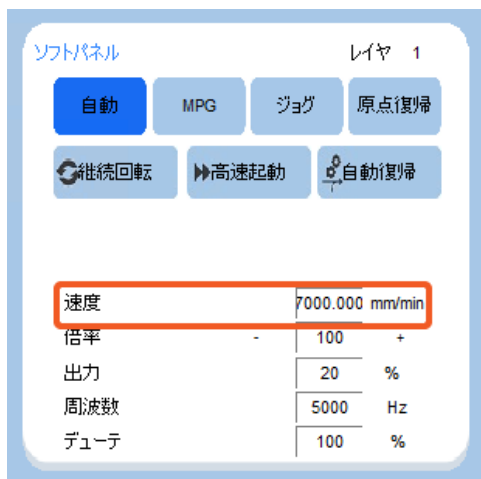 ソフトパネル レイヤ 1
自動 MPG ジョグ 原点復帰
継続回転 高速起動 自動復帰
速度 7000.000 mm/min
倍率 - 100 +
出力 20 %
周波数 5000 Hz
デューテ 100 %